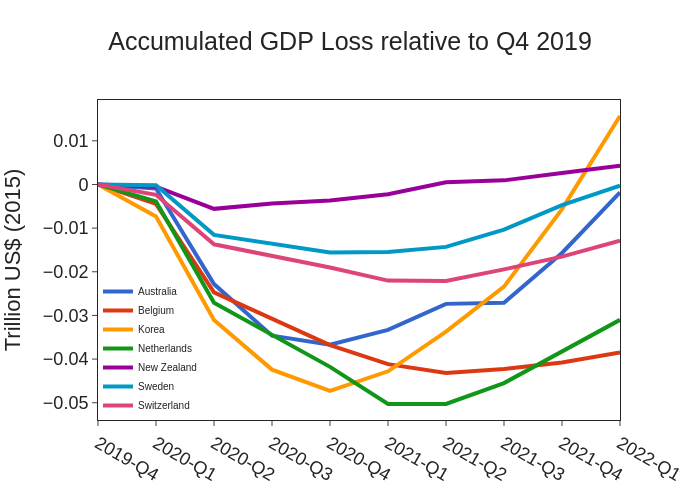 Accumulated GDP Loss relative to Q4 2019
Trillion US$ (2015)
0.01
0
−0.01
−0.02
−0.03
−0.04
−0.05
Australia
Belgium
Korea
Netherlands
New Zealand
Sweden
Switzerland
2019-Q4
2020-Q1
2020-Q2
2020-Q3
2020-Q4
2021-Q1
2021-Q2
2021-Q3
2021-Q4
2022-Q1